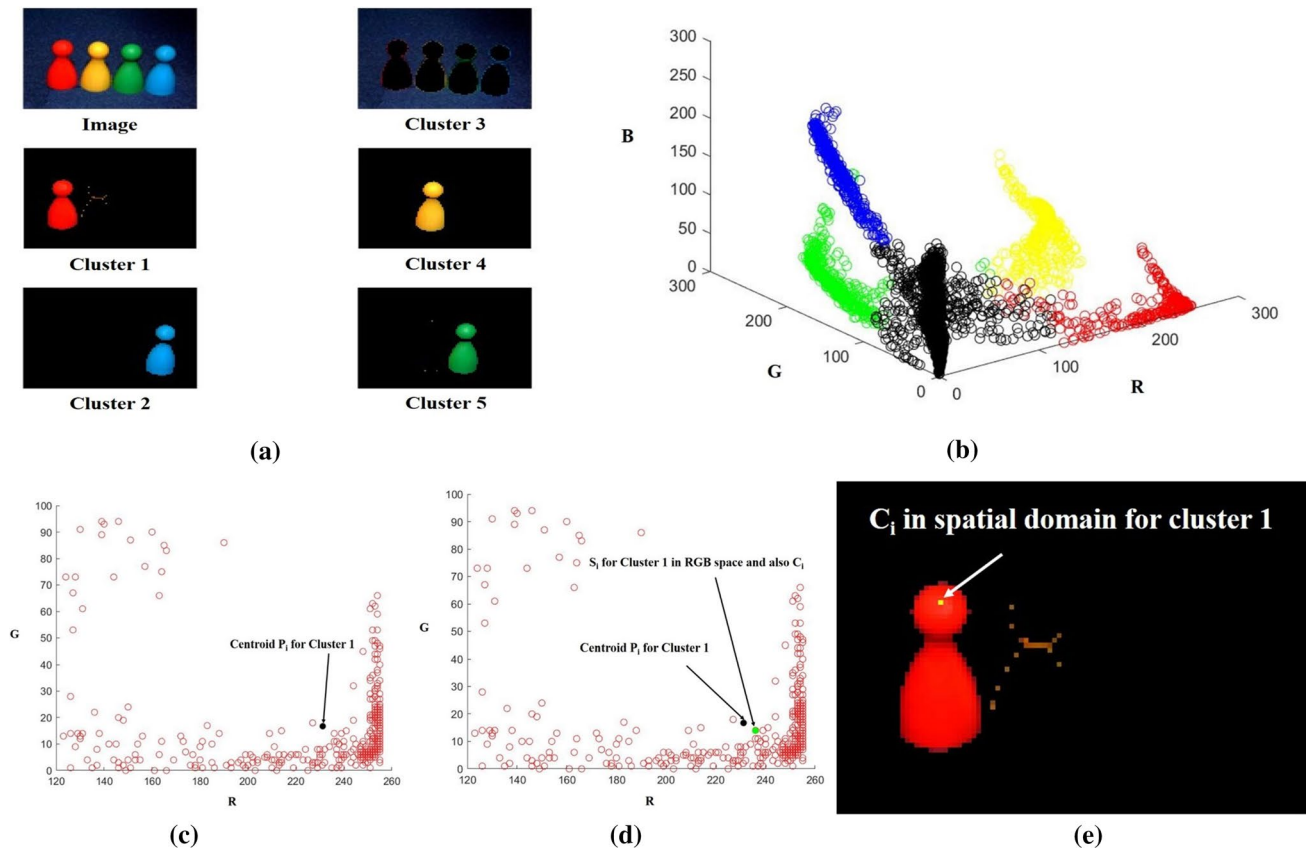 Image
Cluster 3
Cluster 1
Cluster 4
Cluster 2
Cluster 5
(a)
300
250
200
150
B
100
50
0
300
200
G
100
0
0
100
R
200
300
(b)
100
90
80
70
60
G
50
40
30
20
10
0
120 140 160 180 200 220 240 260
R
Centroid Pi for Cluster 1
(c)
100
90
80
70
60
G
50
40
30
20
10
0
120 140 160 180 200 220 240 260
R
Si for Cluster 1 in RGB space and also Ci
Centroid Pi for Cluster 1
(d)
Ci in spatial domain for cluster 1
(e)